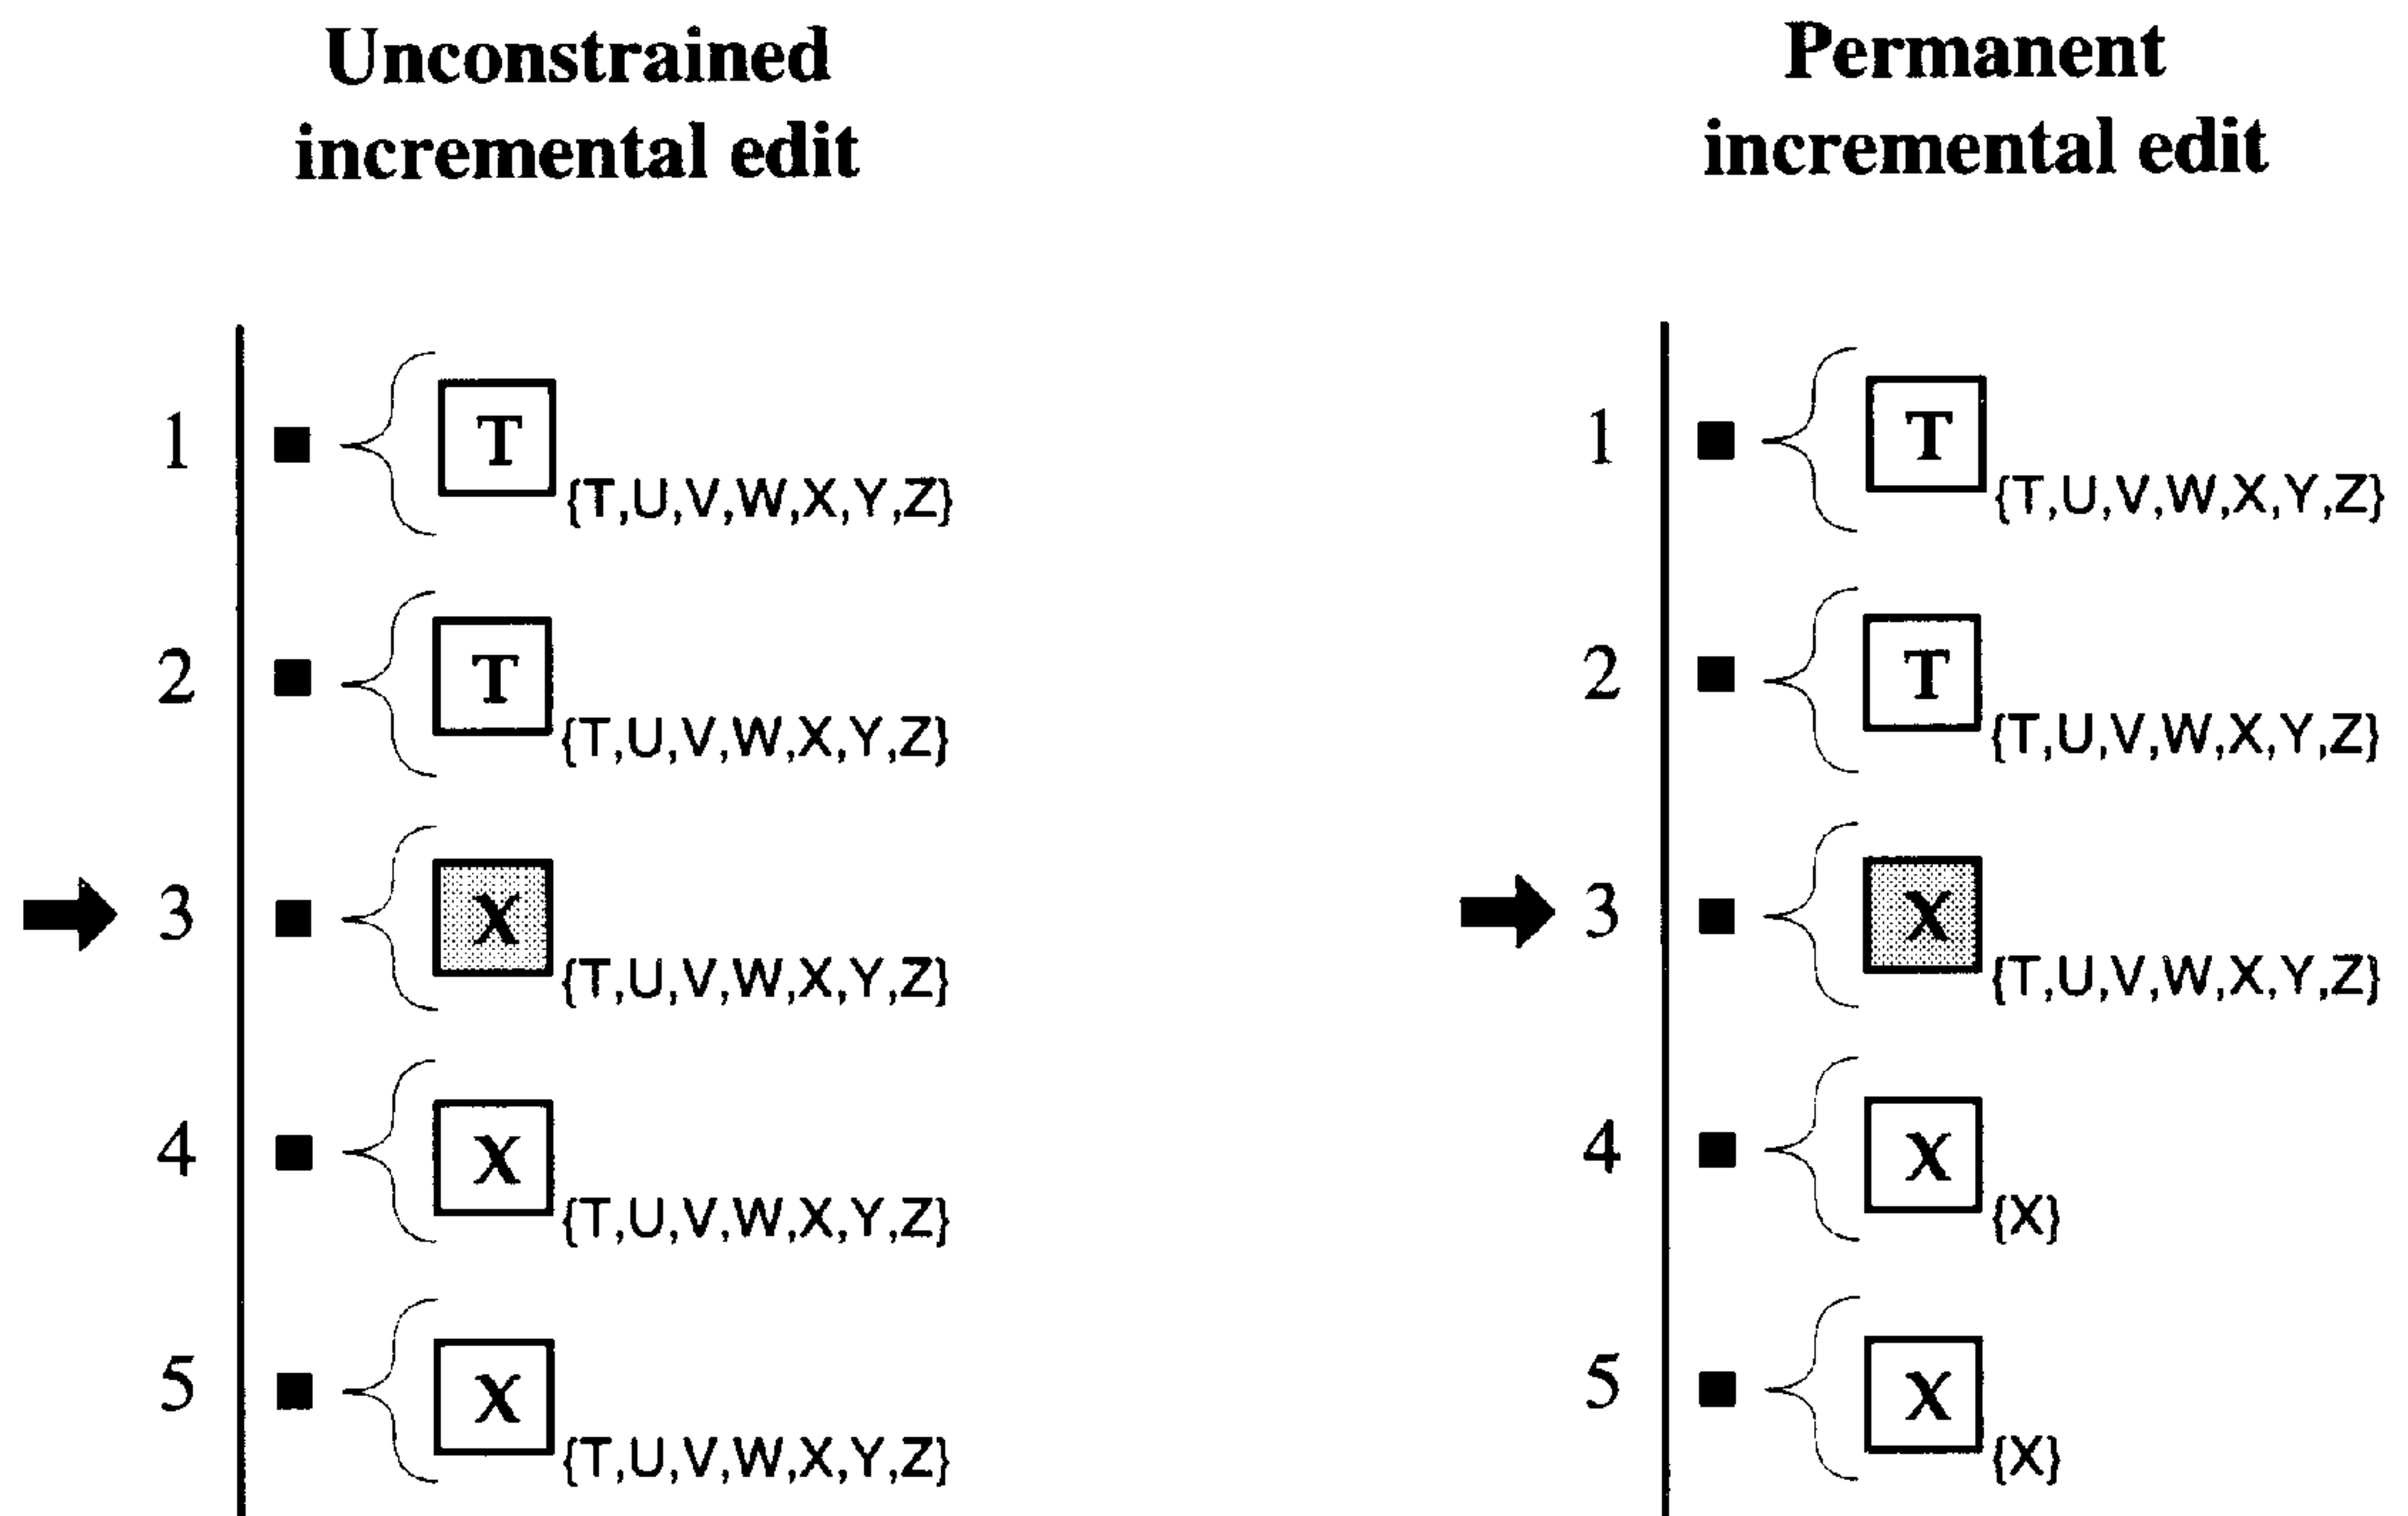 Unconstrained
incremental edit
1
T
{T,U,V,W,X,Y,Z}
2
T
{T,U,V,W,X,Y,Z}
3
X
{T,U,V,W,X,Y,Z}
4
X
{T,U,V,W,X,Y,Z}
5
X
{T,U,V,W,X,Y,Z}
Permanent
incremental edit
1
T
{T,U,V,W,X,Y,Z}
2
T
{T,U,V,W,X,Y,Z}
3
X
{T,U,V,W,X,Y,Z}
4
X
{X}
5
X
{X}